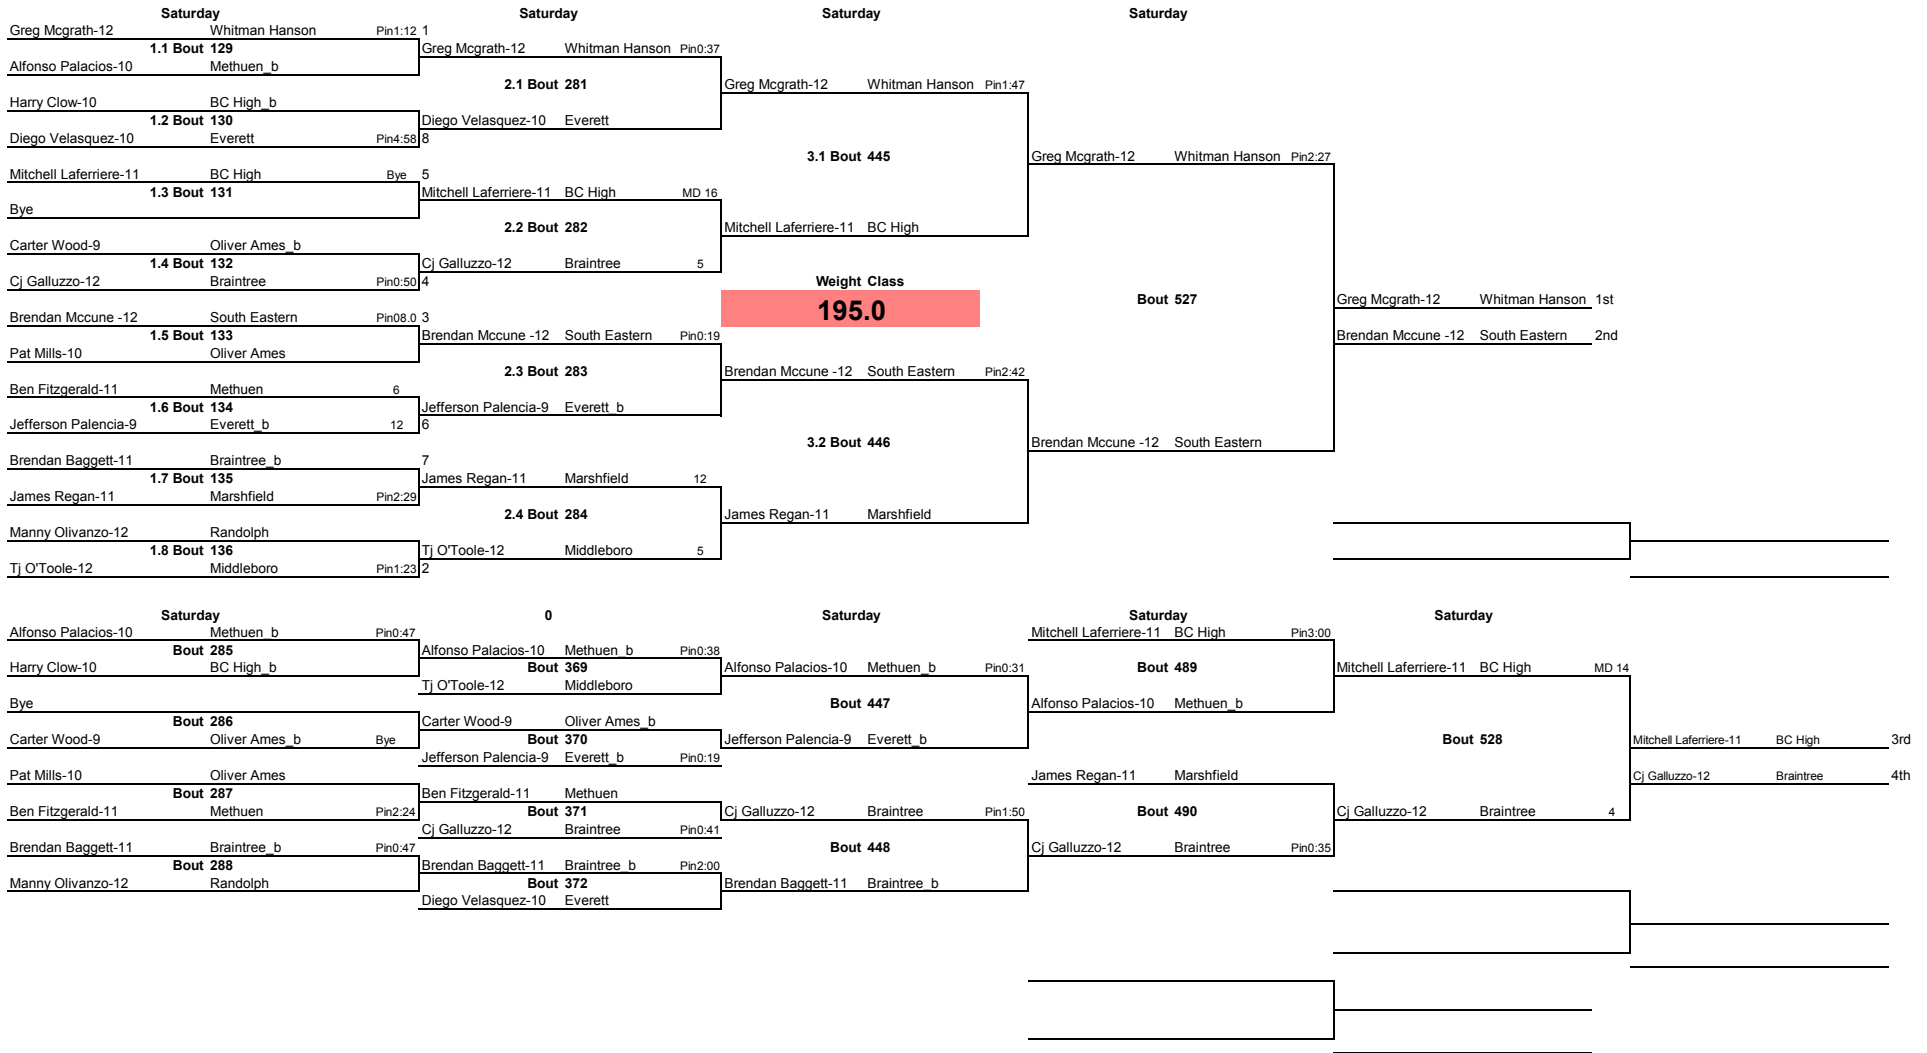 Saturday Saturday Saturday Saturday
Greg Mcgrath-12 Whitman Hanson Pin1:12 1
1.1 Bout 129 Greg Mcgrath-12 Whitman Hanson Pin0:37
Alfonso Palacios-10 Methuen_b
2.1 Bout 281 Greg Mcgrath-12 Whitman Hanson Pin1:47
Harry Clow-10 BC High_b
1.2 Bout 130 Diego Velasquez-10 Everett
Diego Velasquez-10 Everett Pin4:58 8
3.1 Bout 445 Greg Mcgrath-12 Whitman Hanson Pin2:27
Mitchell Laferriere-11 BC High Bye 5
1.3 Bout 131 Mitchell Laferriere-11 BC High MD 16
Bye
2.2 Bout 282 Mitchell Laferriere-11 BC High
Carter Wood-9 Oliver Ames_b
1.4 Bout 132 Cj Galluzzo-12 Braintree 5
Cj Galluzzo-12 Braintree Pin0:50 4 Weight Class
Bout 527 Greg Mcgrath-12 Whitman Hanson 1st
195.0
Brendan Mccune -12 South Eastern Pin08.0 3
1.5 Bout 133 Brendan Mccune -12 South Eastern Pin0:19 Brendan Mccune -12 South Eastern 2nd
Pat Mills-10 Oliver Ames
2.3 Bout 283 Brendan Mccune -12 South Eastern Pin2:42
Ben Fitzgerald-11 Methuen 6
1.6 Bout 134 Jefferson Palencia-9 Everett_b
Jefferson Palencia-9 Everett_b 12 6
3.2 Bout 446 Brendan Mccune -12 South Eastern
Brendan Baggett-11 Braintree_b 7
1.7 Bout 135 James Regan-11 Marshfield 12
James Regan-11 Marshfield Pin2:29
2.4 Bout 284 James Regan-11 Marshfield
Manny Olivanzo-12 Randolph
1.8 Bout 136 Tj O'Toole-12 Middleboro 5
Tj O'Toole-12 Middleboro Pin1:23 2
Saturday 0 Saturday Saturday Saturday
Alfonso Palacios-10 Methuen_b Pin0:47 Mitchell Laferriere-11 BC High Pin3:00
Bout 285 Alfonso Palacios-10 Methuen_b Pin0:38
Harry Clow-10 BC High_b Bout 369 Alfonso Palacios-10 Methuen_b Pin0:31 Bout 489 Mitchell Laferriere-11 BC High MD 14
Tj O'Toole-12 Middleboro
Bye Bout 447 Alfonso Palacios-10 Methuen_b
Bout 286 Carter Wood-9 Oliver Ames_b
Carter Wood-9 Oliver Ames_b Bye Bout 370 Jefferson Palencia-9 Everett_b Bout 528 Mitchell Laferriere-11 BC High 3rd
Jefferson Palencia-9 Everett_b Pin0:19
Pat Mills-10 Oliver Ames James Regan-11 Marshfield Cj Galluzzo-12 Braintree 4th
Bout 287 Ben Fitzgerald-11 Methuen
Ben Fitzgerald-11 Methuen Pin2:24 Bout 371 Cj Galluzzo-12 Braintree Pin1:50 Bout 490 Cj Galluzzo-12 Braintree 4
Cj Galluzzo-12 Braintree Pin0:41
Brendan Baggett-11 Braintree_b Pin0:47 Bout 448 Cj Galluzzo-12 Braintree Pin0:35
Bout 288 Brendan Baggett-11 Braintree_b Pin2:00
Manny Olivanzo-12 Randolph Bout 372 Brendan Baggett-11 Braintree_b
Diego Velasquez-10 Everett